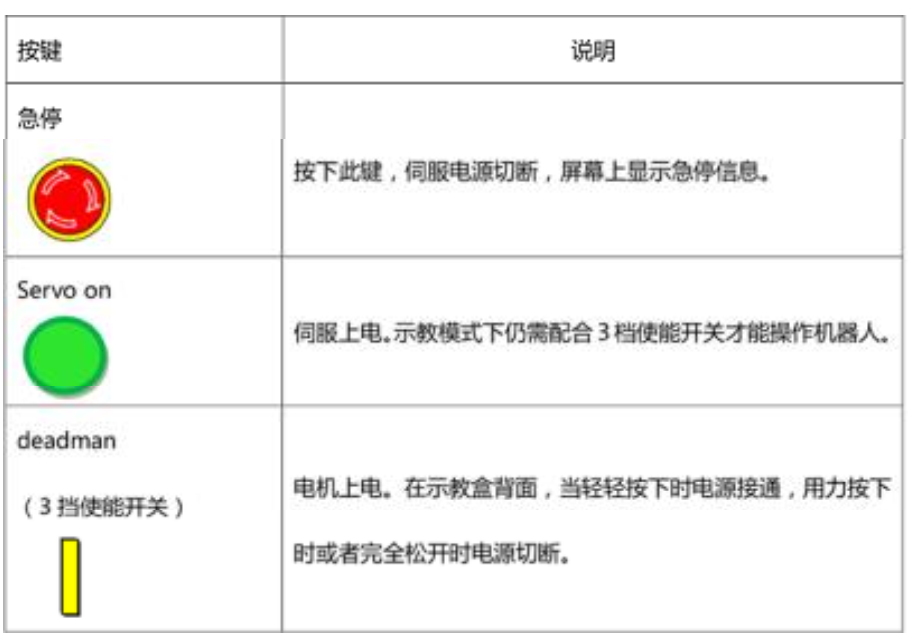 按键
说明
急停
按下此键，伺服电源切断，屏幕上显示急停信息。
Servo on
伺服上电。示教模式下仍需配合3档使能开关才能操作机器人。
deadman
（3挡使能开关）
电机上电。在示教盒背面，当轻轻按下时电源接通，用力按下
时或者完全松开时电源切断。